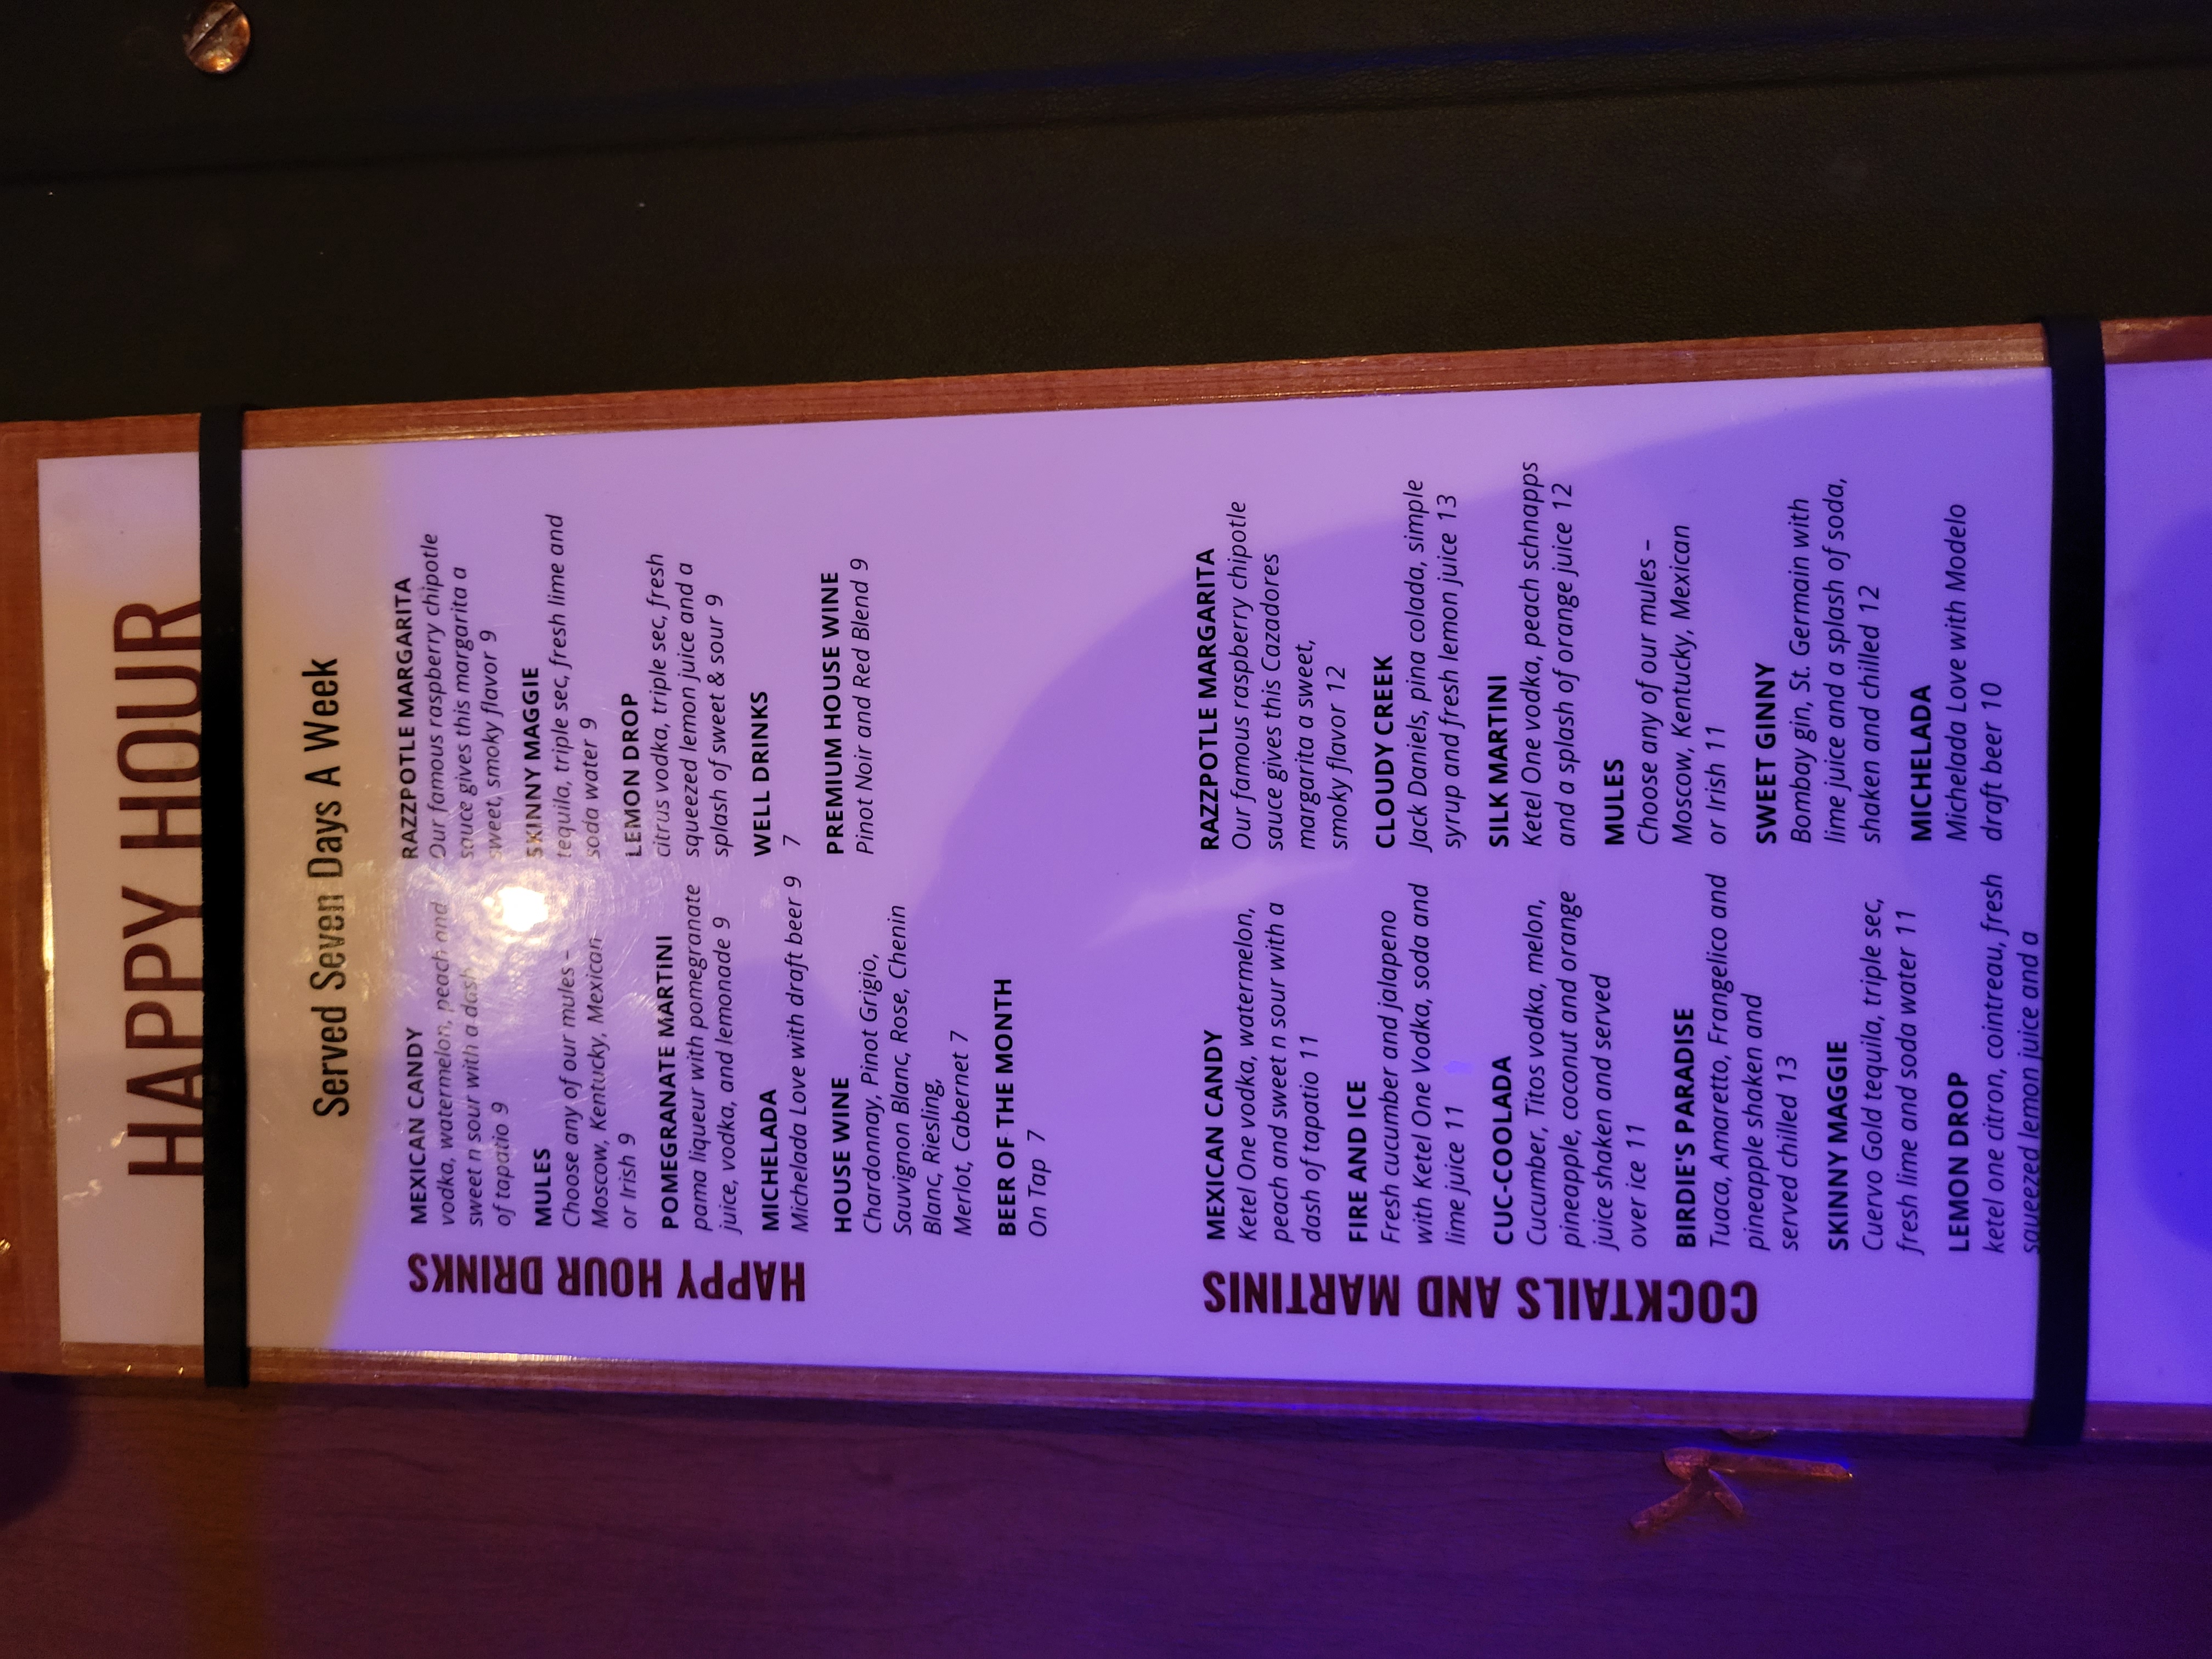 HAPPY HOUR
Served Seven Days A Week
HAPPY HOUR DRINKS
MEXICAN CANDY
vodka, watermelon, peach and
sweet n sour with a dash
of tapatio 9
MULES
Choose any of our mules –
Moscow, Kentucky, Mexican
or Irish 9
POMEGRANATE MARTINI
pama liqueur with pomegranate
juice, vodka, and lemonade 9
MICHELADA
Michelada Love with draft beer 9
HOUSE WINE
Chardonnay, Pinot Grigio,
Sauvignon Blanc, Rose, Chenin
Blanc, Riesling,
Merlot, Cabernet 7
BEER OF THE MONTH
On Tap 7
RAZZPOTLE MARGARITA
Our famous raspberry chipotle
sauce gives this margarita a
sweet, smoky flavor 9
SKINNY MAGGIE
tequila, triple sec, fresh lime and
soda water 9
LEMON DROP
citrus vodka, triple sec, fresh
squeezed lemon juice and a
splash of sweet & sour 9
WELL DRINKS
7
PREMIUM HOUSE WINE
Pinot Noir and Red Blend 9
COCKTAILS AND MARTINIS
MEXICAN CANDY
Ketel One vodka, watermelon,
peach and sweet n sour with a
dash of tapatio 11
FIRE AND ICE
Fresh cucumber and jalapeno
with Ketel One Vodka, soda and
lime juice 11
CUC-COOLADA
Cucumber, Titos vodka, melon,
pineapple, coconut and orange
juice shaken and served
over ice 11
BIRDIE'S PARADISE
Tuaca, Amaretto, Frangelico and
pineapple shaken and
served chilled 13
SKINNY MAGGIE
Cuervo Gold tequila, triple sec,
fresh lime and soda water 11
LEMON DROP
ketel one citron, cointreau, fresh
squeezed lemon juice and a
RAZZPOTLE MARGARITA
Our famous raspberry chipotle
sauce gives this Cazadores
margarita a sweet,
smoky flavor 12
CLOUDY CREEK
Jack Daniels, pina colada, simple
syrup and fresh lemon juice 13
SILK MARTINI
Ketel One vodka, peach schnapps
and a splash of orange juice 12
MULES
Choose any of our mules –
Moscow, Kentucky, Mexican
or Irish 11
SWEET GINNY
Bombay gin, St. Germain with
lime juice and a splash of soda,
shaken and chilled 12
MICHELADA
Michelada Love with Modelo
draft beer 10